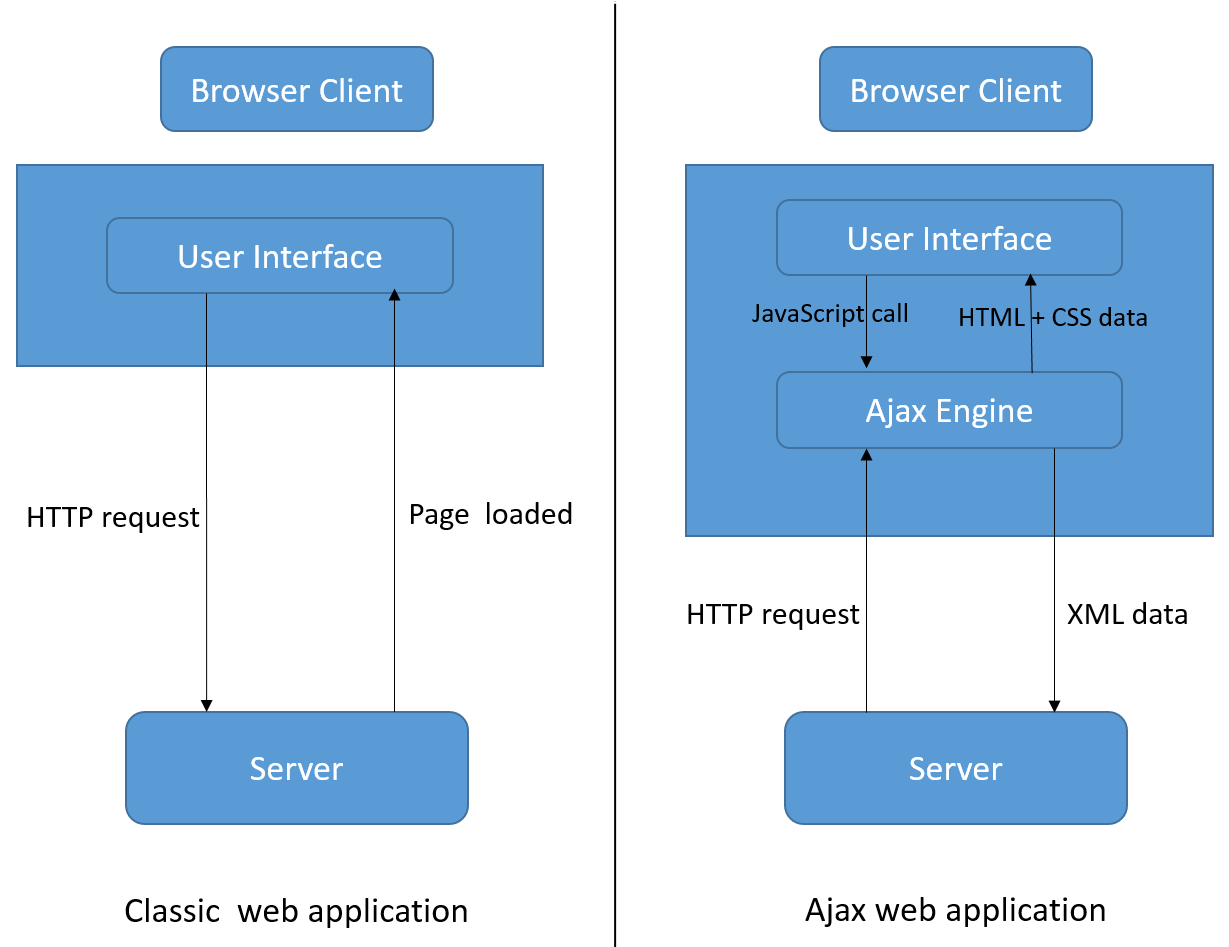 Browser Client
User Interface
HTTP request
Page loaded
Server
Classic web application
Browser Client
User Interface
JavaScript call
HTML + CSS data
Ajax Engine
HTTP request
XML data
Server
Ajax web application